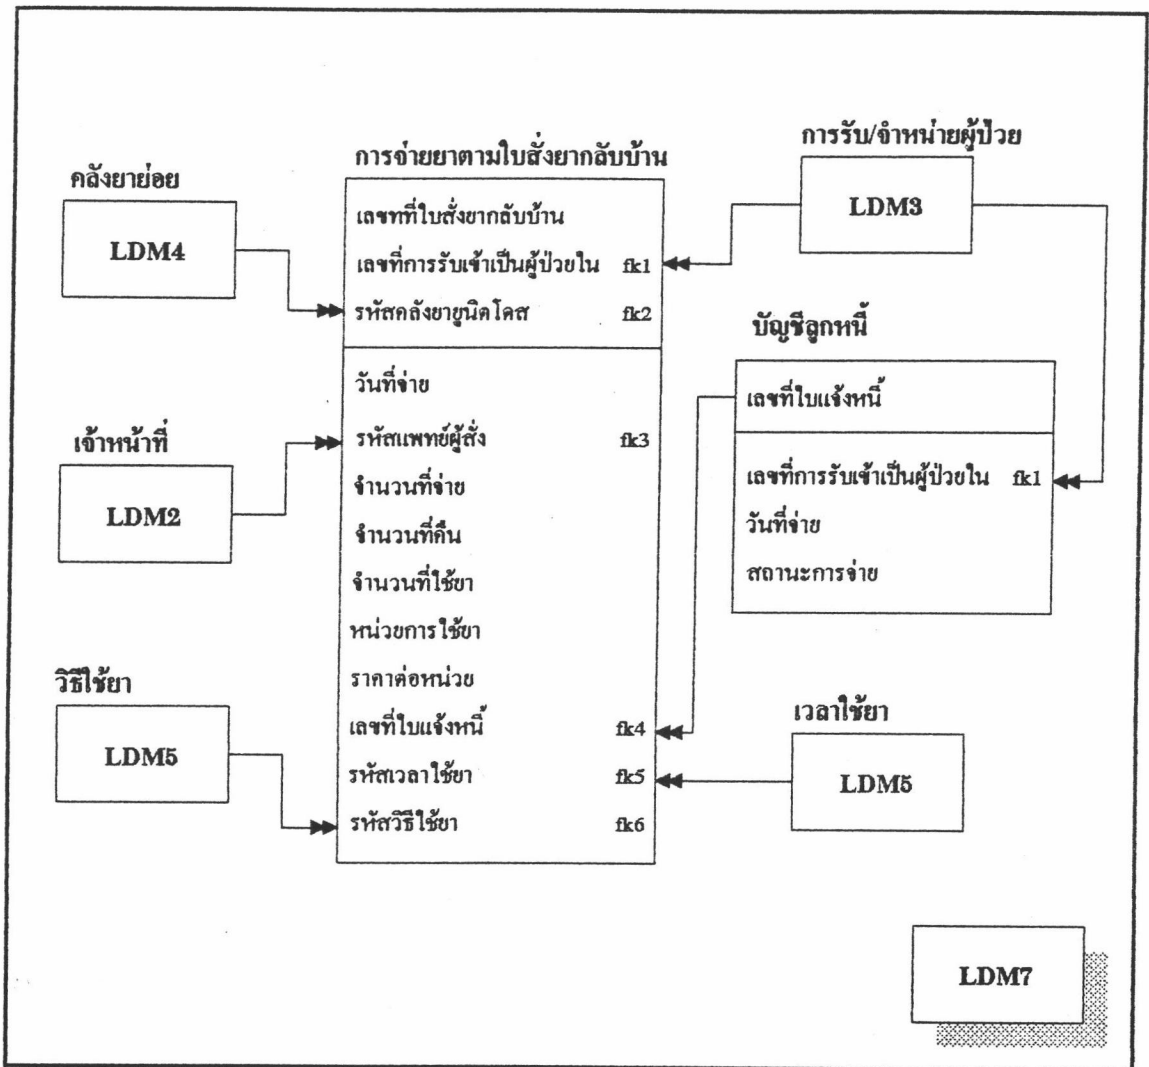 การรับ/จำหน่ายผู้ป่วย
LDM3
การจ่ายยาตามใบสั่งยากลับบ้าน
เลขทที่ใบสั่งยากลับบ้าน
เลขที่การรับเข้าเป็นผู้ป่วยใน fk1
รหัสคลังยายูนิตโดส fk2
วันที่จ่าย
รหัสแพทย์ผู้สั่ง fk3
จำนวนที่จ่าย
จำนวนที่คืน
จำนวนที่ใช้ยา
หน่วยการใช้ยา
ราคาต่อหน่วย
เลขที่ใบแจ้งหนี้ fk4
รหัสเวลาใช้ยา fk5
รหัสวิธีใช้ยา fk6
คลังยาย่อย
LDM4
เจ้าหน้าที่
LDM2
วิธีใช้ยา
LDM5
บัญชีลูกหนี้
เลขที่ใบแจ้งหนี้
เลขที่การรับเข้าเป็นผู้ป่วยใน fk1
วันที่จ่าย
สถานะการจ่าย
เวลาใช้ยา
LDM5
LDM7